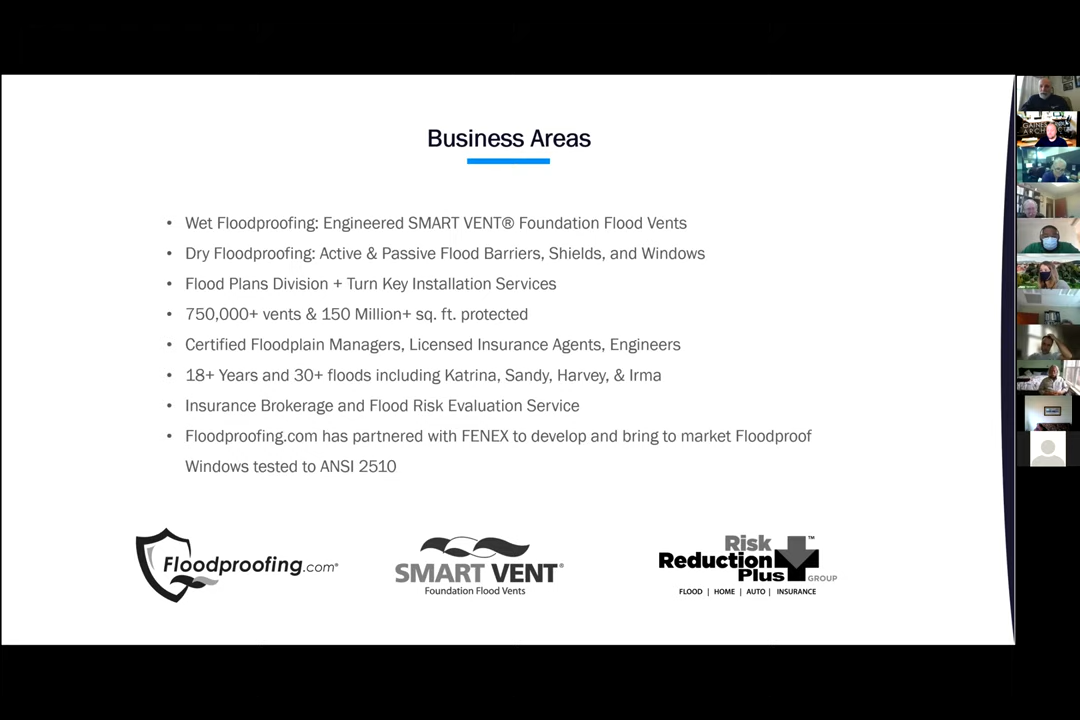 Business Areas
• Wet Floodproofing: Engineered SMART VENT® Foundation Flood Vents
• Dry Floodproofing: Active & Passive Flood Barriers, Shields, and Windows
• Flood Plans Division + Turn Key Installation Services
• 750,000+ vents & 150 Million+ sq. ft. protected
• Certified Floodplain Managers, Licensed Insurance Agents, Engineers
• 18+ Years and 30+ floods including Katrina, Sandy, Harvey, & Irma
• Insurance Brokerage and Flood Risk Evaluation Service
• Floodproofing.com has partnered with FENEX to develop and bring to market Floodproof
Windows tested to ANSI 2510
Floodproofing.com®
SMART VENT®
Foundation Flood Vents
Risk
Reduction
Plus GROUP
™
FLOOD | HOME | AUTO | INSURANCE